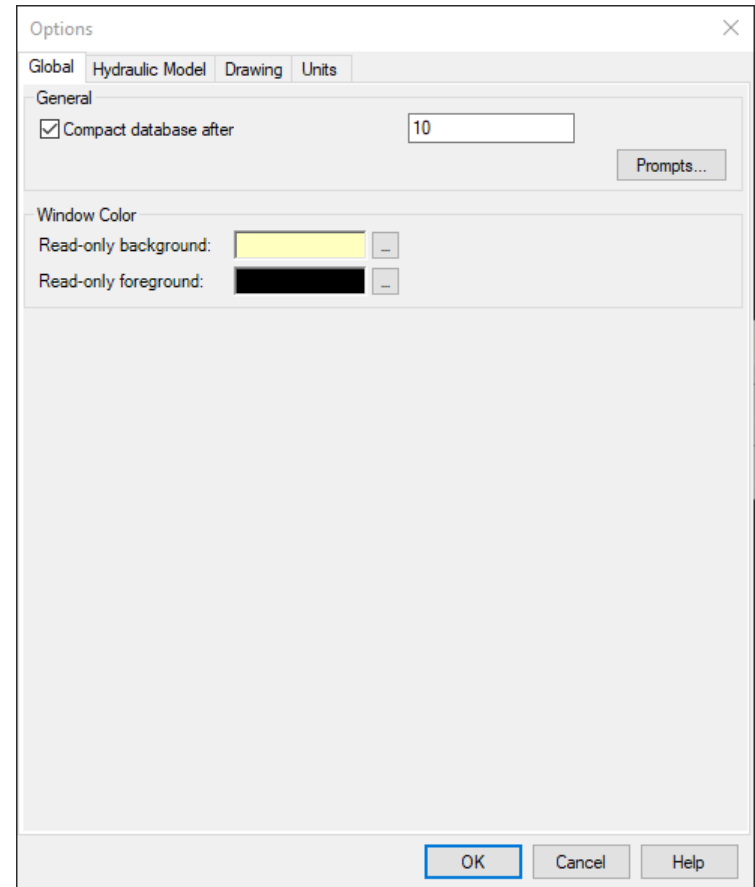 Options
Global Hydraulic Model Drawing Units
General
Compact database after 10
Prompts...
Window Color
Read-only background: ...
Read-only foreground: ...
OK Cancel Help